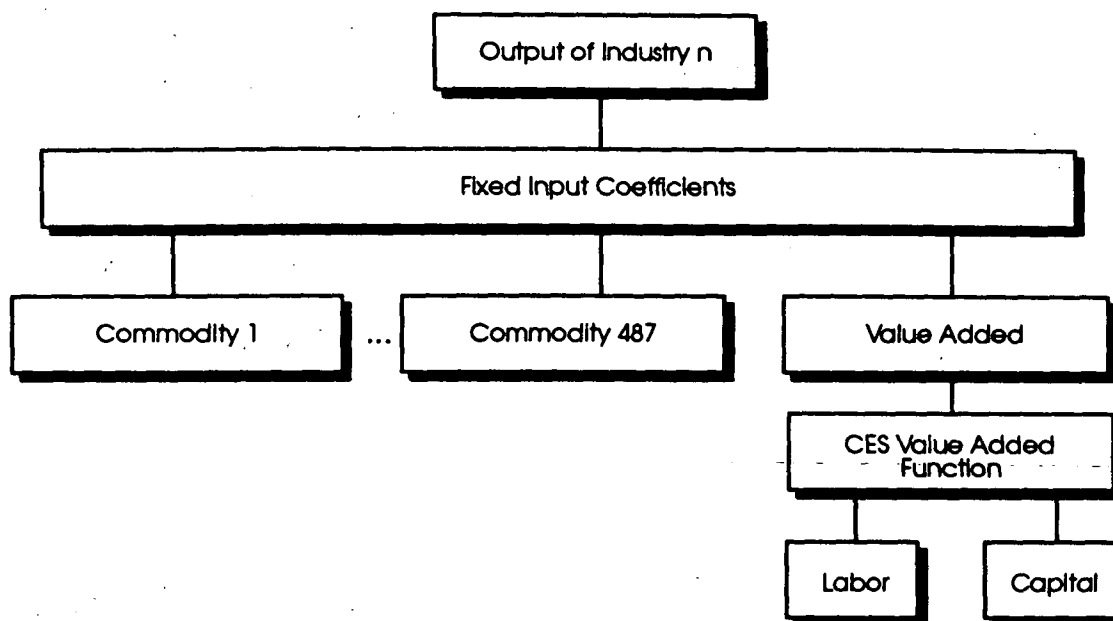 Output of Industry n
Fixed Input Coefficients
Commodity 1
...
Commodity 487
Value Added
CES Value Added
Function
Labor
Capital